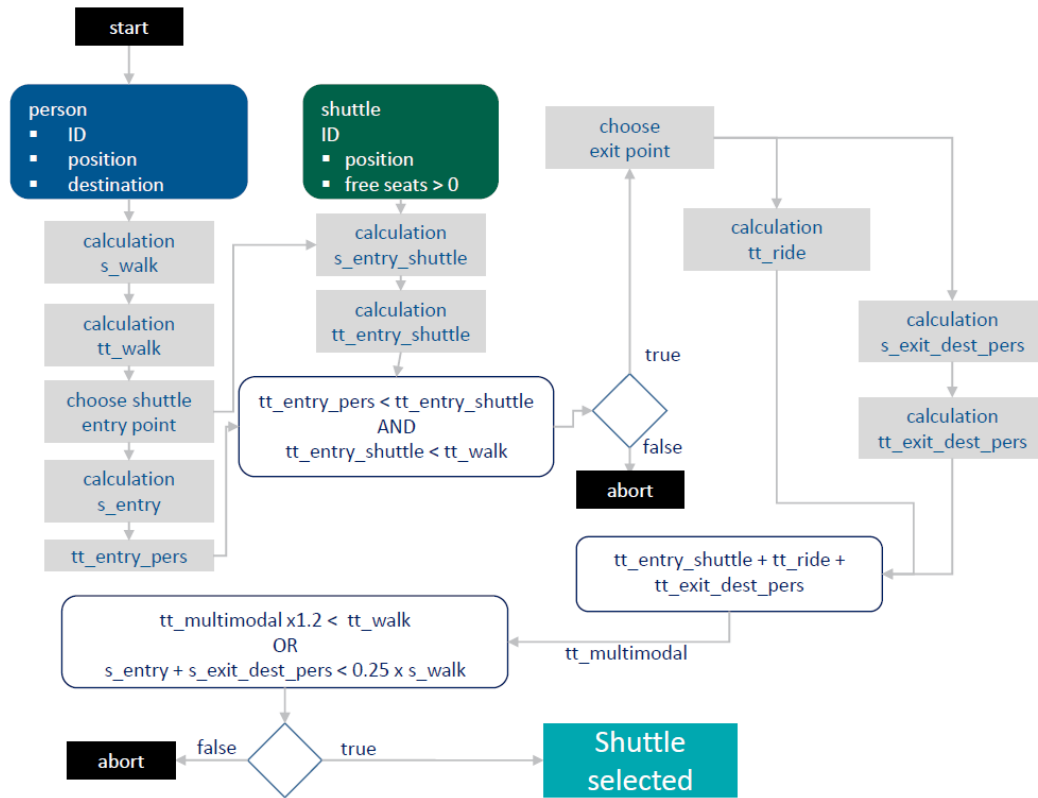 start
person
▪ ID
▪ position
▪ destination
shuttle
ID
▪ position
▪ free seats > 0
choose
exit point
calculation
s_walk
calculation
s_entry_shuttle
calculation
tt_ride
calculation
tt_walk
calculation
tt_entry_shuttle
calculation
s_exit_dest_pers
true
choose shuttle
entry point
tt_entry_pers < tt_entry_shuttle
AND
tt_entry_shuttle < tt_walk
calculation
tt_exit_dest_pers
false
calculation
s_entry
abort
tt_entry_pers
tt_entry_shuttle + tt_ride +
tt_exit_dest_pers
tt_multimodal x1.2 < tt_walk
OR
s_entry + s_exit_dest_pers < 0.25 x s_walk
tt_multimodal
abort
false
true
Shuttle
selected